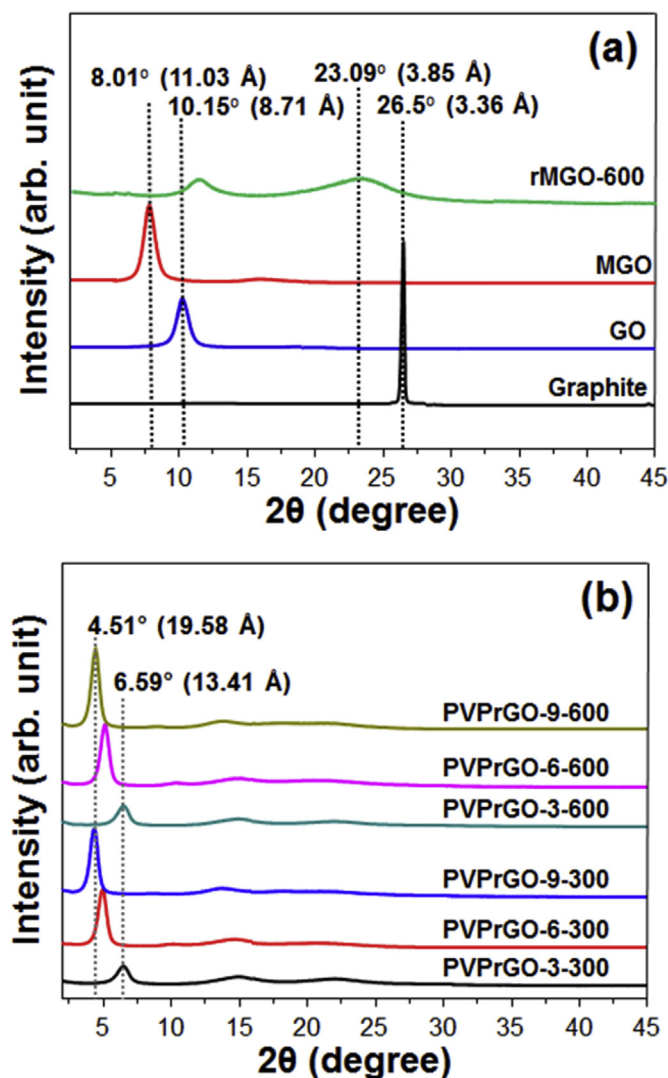 (a)
8.01° (11.03 Å)
23.09° (3.85 Å)
10.15° (8.71 Å)
26.5° (3.36 Å)
rMGO-600
MGO
GO
Graphite
Intensity (arb. unit)
5 10 15 20 25 30 35 40 45
2θ (degree)
(b)
4.51° (19.58 Å)
6.59° (13.41 Å)
PVPrGO-9-600
PVPrGO-6-600
PVPrGO-3-600
PVPrGO-9-300
PVPrGO-6-300
PVPrGO-3-300
Intensity (arb. unit)
5 10 15 20 25 30 35 40 45
2θ (degree)